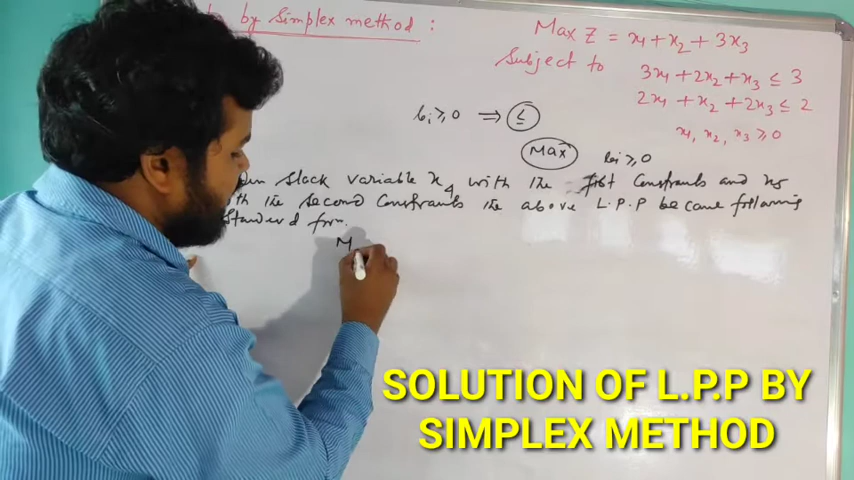 by Simplex method :
Max Z = x₁ + x₂ + 3x₃
Subject to
3x₁ + 2x₂ + x₃ ≤ 3
2x₁ + x₂ + 2x₃ ≤ 2
x₁, x₂, x₃ ≥ 0
bi ≥ 0 ⇒ ≤
Max bi ≥ 0
slack variable x₄ with the first Constraints and x₅
the second Constraints the above L.P.P become following
Standard form.
M
SOLUTION OF L.P.P BY
SIMPLEX METHOD